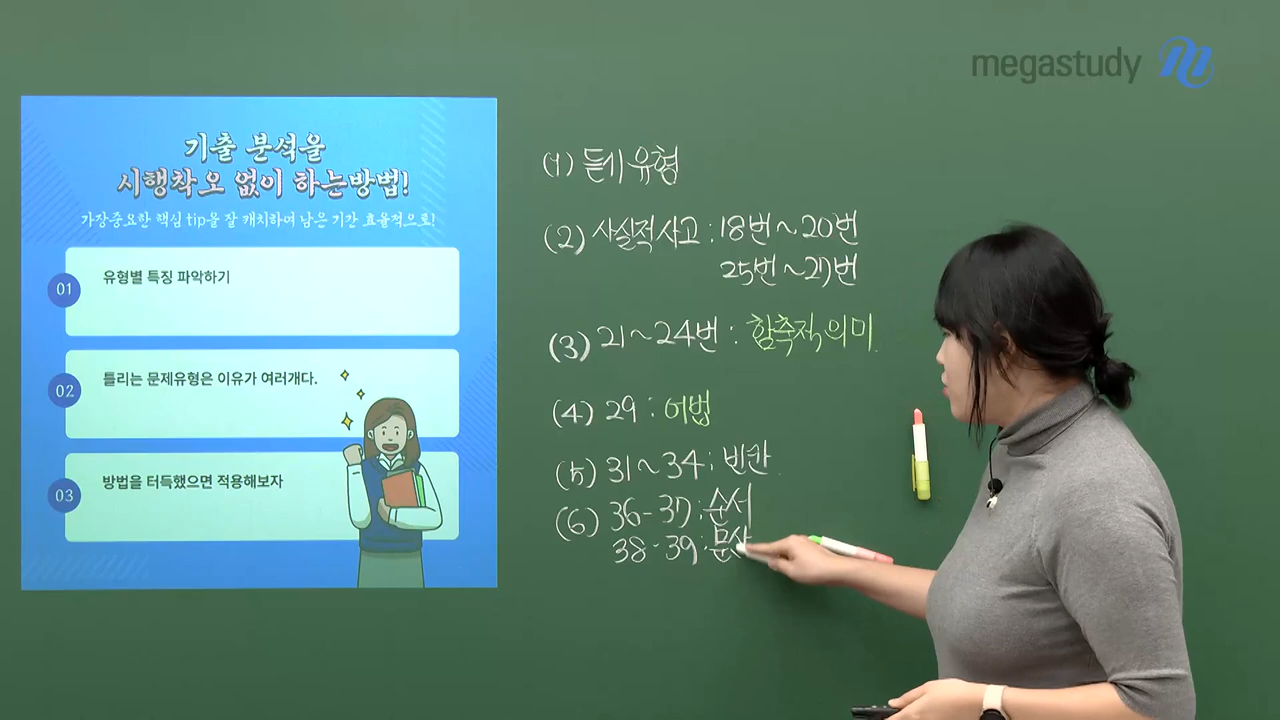 megastudy
기출 분석을
시행착오 없이 하는방법!
가장중요한 핵심 tip을 잘 캐치하여 남은 기간 효율적으로!
01 유형별 특징 파악하기
02 틀리는 문제유형은 이유가 여러개다.
03 방법을 터득했으면 적용해보자
(1) 듣기 유형
(2) 사실적사고 : 18번 ~ 20번
25번 ~ 27번
(3) 21 ~ 24번 : 함축적 의미
(4) 29 : 어법
(5) 31 ~ 34 : 빈칸
(6) 36 - 37 : 순서
38 - 39 :